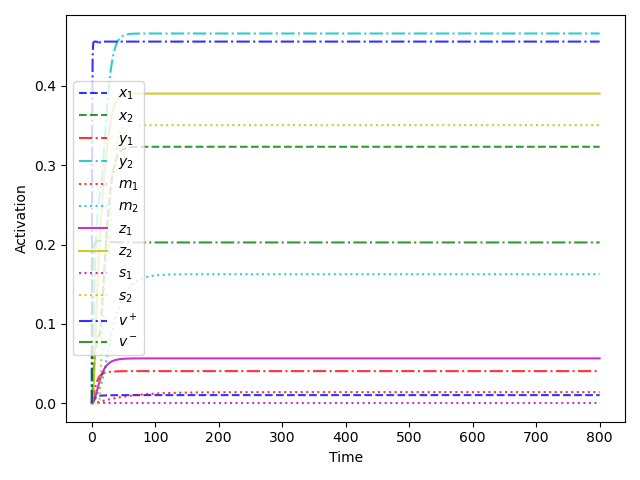 0.4
0.3
0.2
0.1
0.0
Activation
x₁
x₂
y₁
y₂
m₁
m₂
z₁
z₂
s₁
s₂
v⁺
v⁻
0 100 200 300 400 500 600 700 800
Time